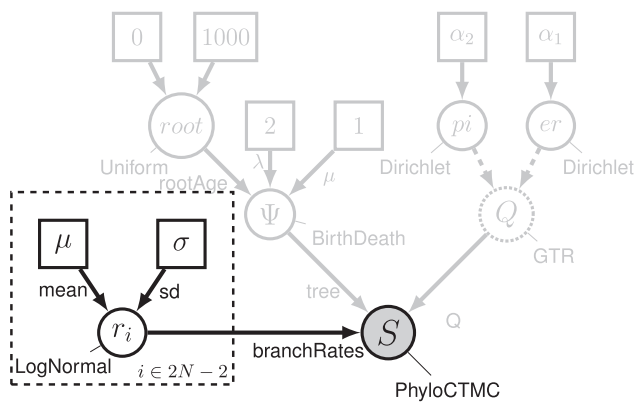 0 1000 α₂ α₁
root 2 1 pi er
Uniform Dirichlet Dirichlet
rootAge λ μ
Ψ Q
BirthDeath
GTR
μ σ
mean sd
tree
rᵢ S Q
LogNormal branchRates
i ∈ 2N − 2
PhyloCTMC